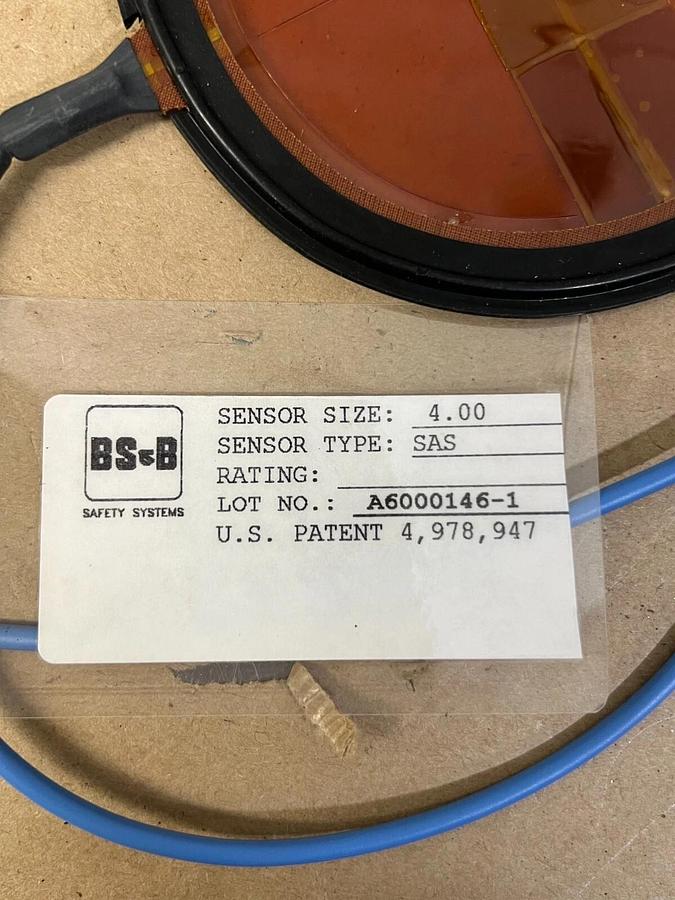 BS&B
SAFETY SYSTEMS
SENSOR SIZE: 4.00
SENSOR TYPE: SAS
RATING:
LOT NO.: A6000146-1
U.S. PATENT 4,978,947